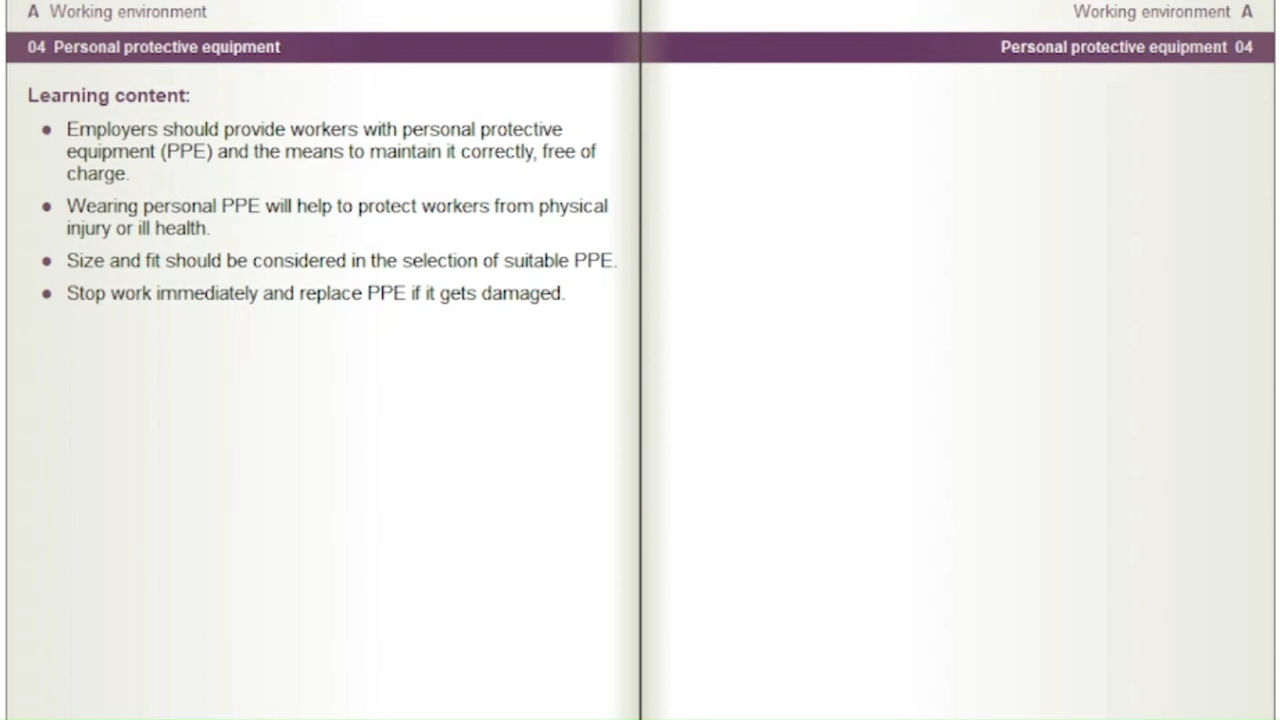 A Working environment
Working environment A
04 Personal protective equipment
Personal protective equipment 04
Learning content:
● Employers should provide workers with personal protective
equipment (PPE) and the means to maintain it correctly, free of
charge.
● Wearing personal PPE will help to protect workers from physical
injury or ill health.
● Size and fit should be considered in the selection of suitable PPE.
● Stop work immediately and replace PPE if it gets damaged.